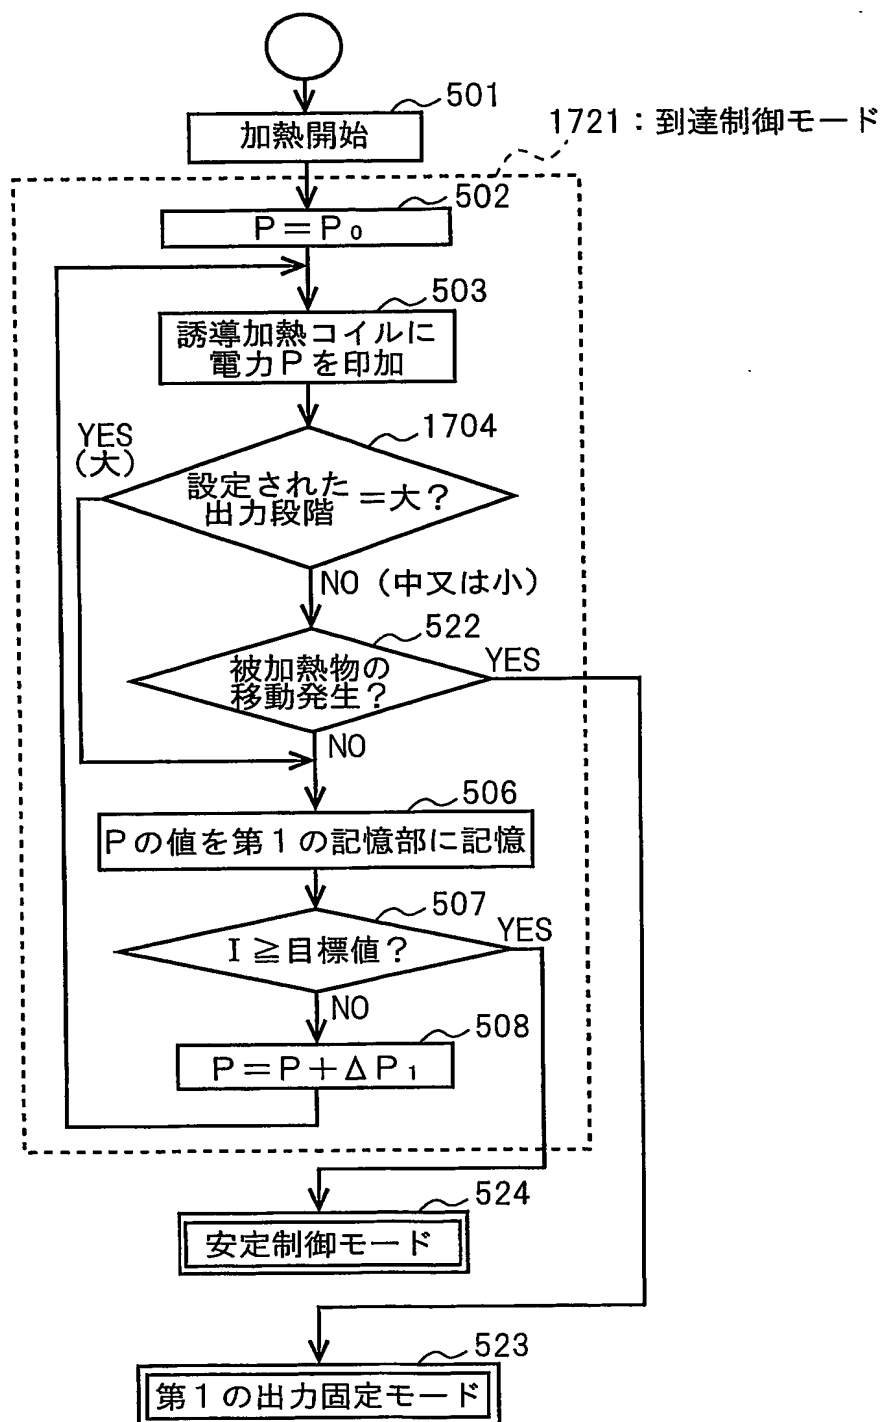 501
加熱開始
1721：到達制御モード
502
P＝P₀
503
誘導加熱コイルに
電力Pを印加
1704
YES
(大)
設定された
出力段階 ＝大？
NO（中又は小）
522
被加熱物の
移動発生？
YES
NO
506
Pの値を第1の記憶部に記憶
507
I≧目標値？
YES
NO
508
P＝P＋ΔP₁
524
安定制御モード
523
第1の出力固定モード